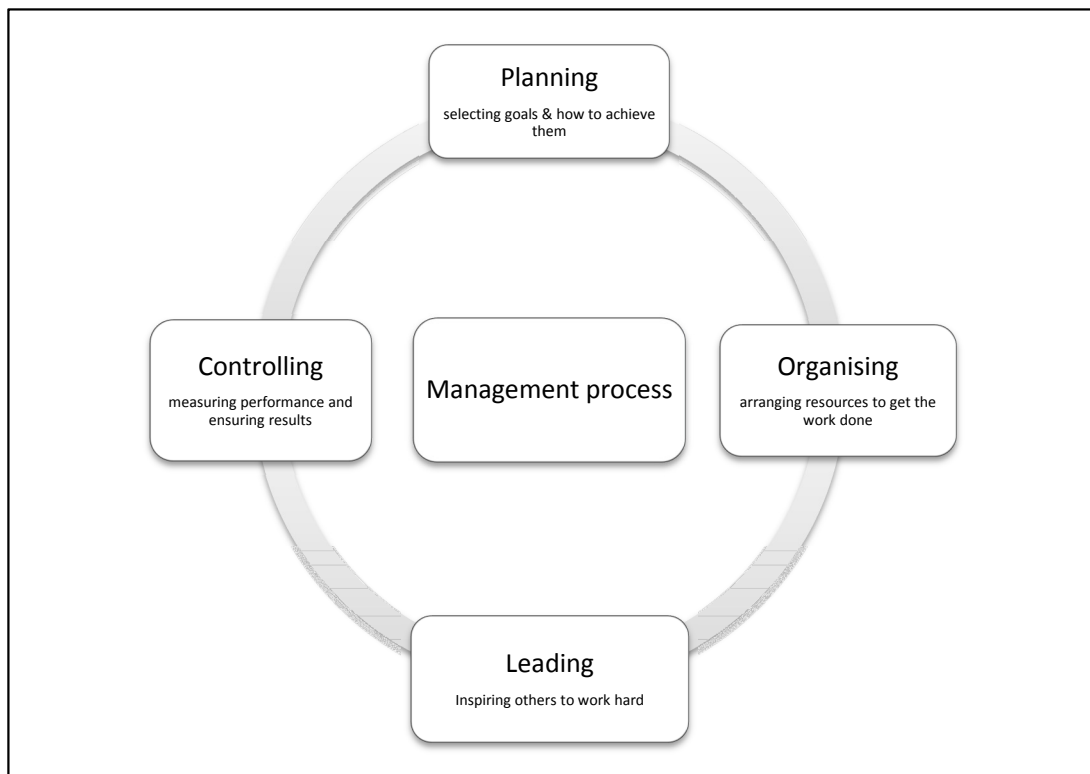 Planning
selecting goals & how to achieve
them
Controlling
measuring performance and
ensuring results
Management process
Organising
arranging resources to get the
work done
Leading
Inspiring others to work hard